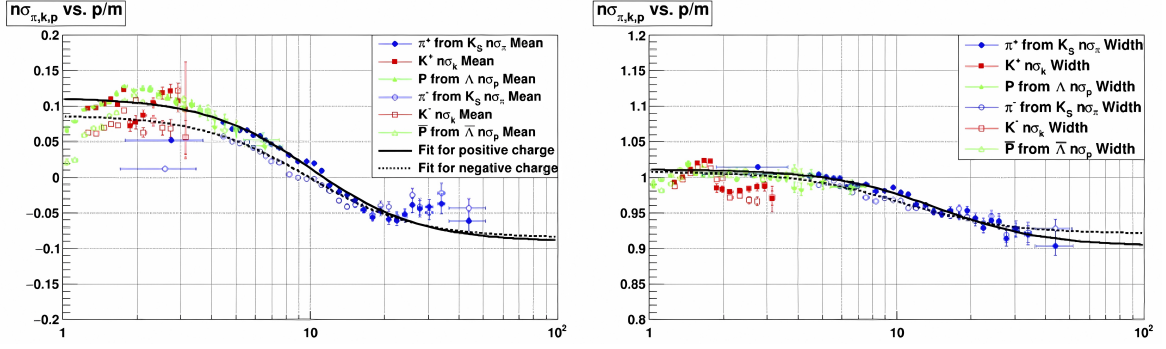 nσπ,k,p vs. p/m
0.2
0.15
0.1
0.05
0
−0.05
−0.1
−0.15
−0.2
1
10
10²
π⁺ from K_S nσπ Mean
K⁺ nσk Mean
P from Λ nσp Mean
π⁻ from K_S nσπ Mean
K⁻ nσk Mean
P̅ from Λ̅ nσp Mean
Fit for positive charge
Fit for negative charge
nσπ,k,p vs. p/m
1.2
1.15
1.1
1.05
1
0.95
0.9
0.85
0.8
1
10
10²
π⁺ from K_S nσπ Width
K⁺ nσk Width
P from Λ nσp Width
π⁻ from K_S nσπ Width
K⁻ nσk Width
P̅ from Λ̅ nσp Width